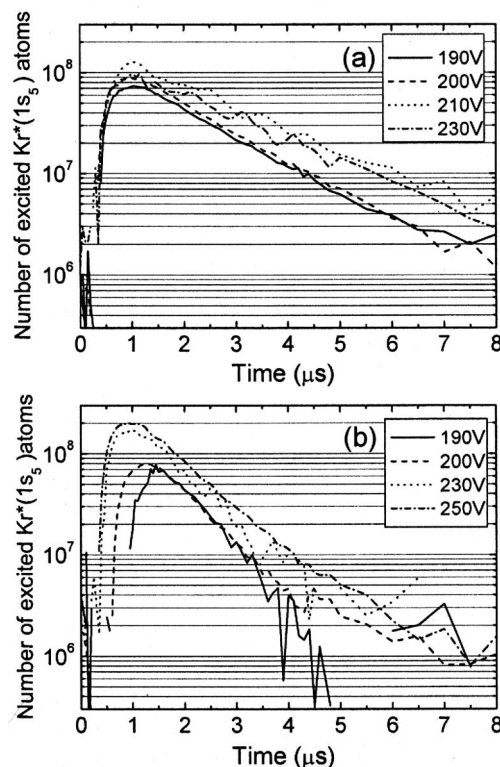 (a)
190V
200V
210V
230V
Number of excited Kr*(1s5) atoms
10^8
10^7
10^6
0 1 2 3 4 5 6 7 8
Time (μs)
(b)
190V
200V
230V
250V
Number of excited Kr*(1s5)atoms
10^8
10^7
10^6
0 1 2 3 4 5 6 7 8
Time (μs)